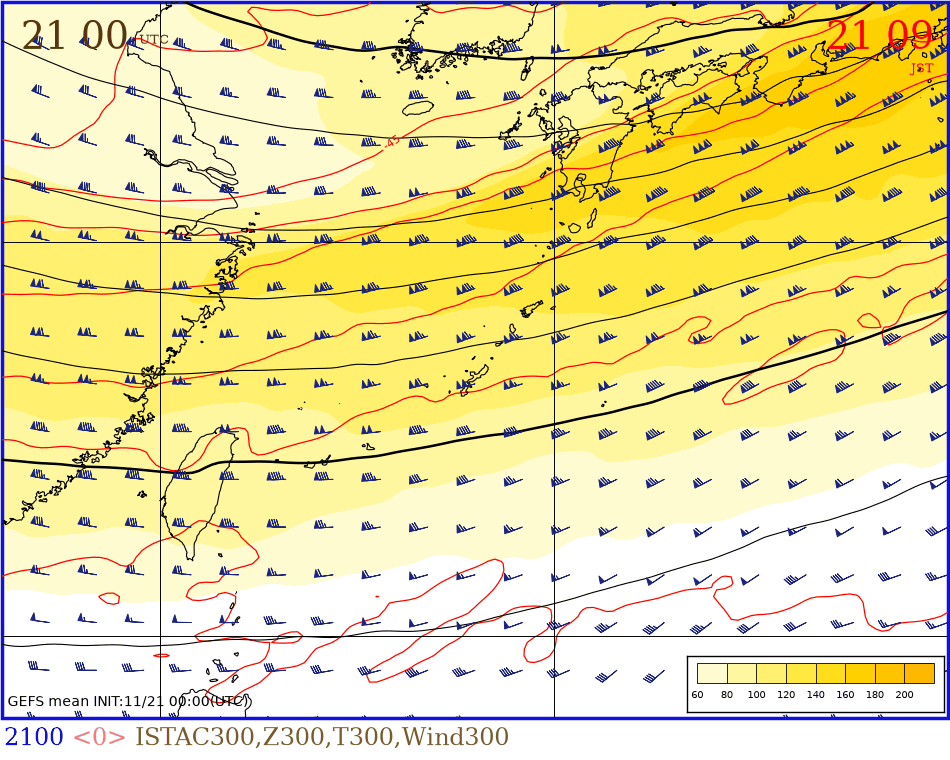 21 00 UTC
21 09
JST
-45
60 80 100 120 140 160 180 200
GEFS mean INIT:11/21 00:00(UTC)
2100 <0> ISTAC300,Z300,T300,Wind300